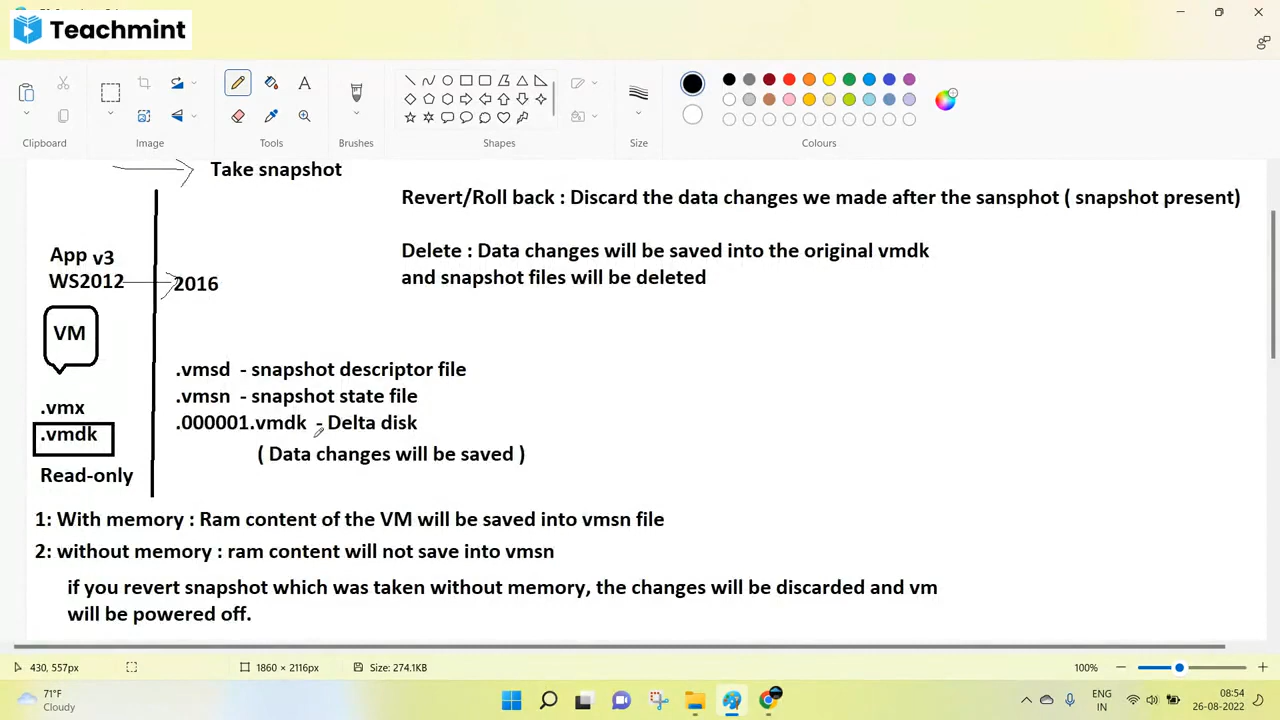 Teachmint
Clipboard
Image
Tools
Brushes
Shapes
Size
Colours
Take snapshot
Revert/Roll back : Discard the data changes we made after the sansphot ( snapshot present)
App v3
WS2012
2016
Delete : Data changes will be saved into the original vmdk
and snapshot files will be deleted
VM
.vmx
.vmdk
Read-only
.vmsd - snapshot descriptor file
.vmsn - snapshot state file
.000001.vmdk - Delta disk
( Data changes will be saved )
1: With memory : Ram content of the VM will be saved into vmsn file
2: without memory : ram content will not save into vmsn
if you revert snapshot which was taken without memory, the changes will be discarded and vm
will be powered off.
430, 557px
1860 × 2116px
Size: 274.1KB
100%
71°F
Cloudy
ENG
IN
08:54
26-08-2022